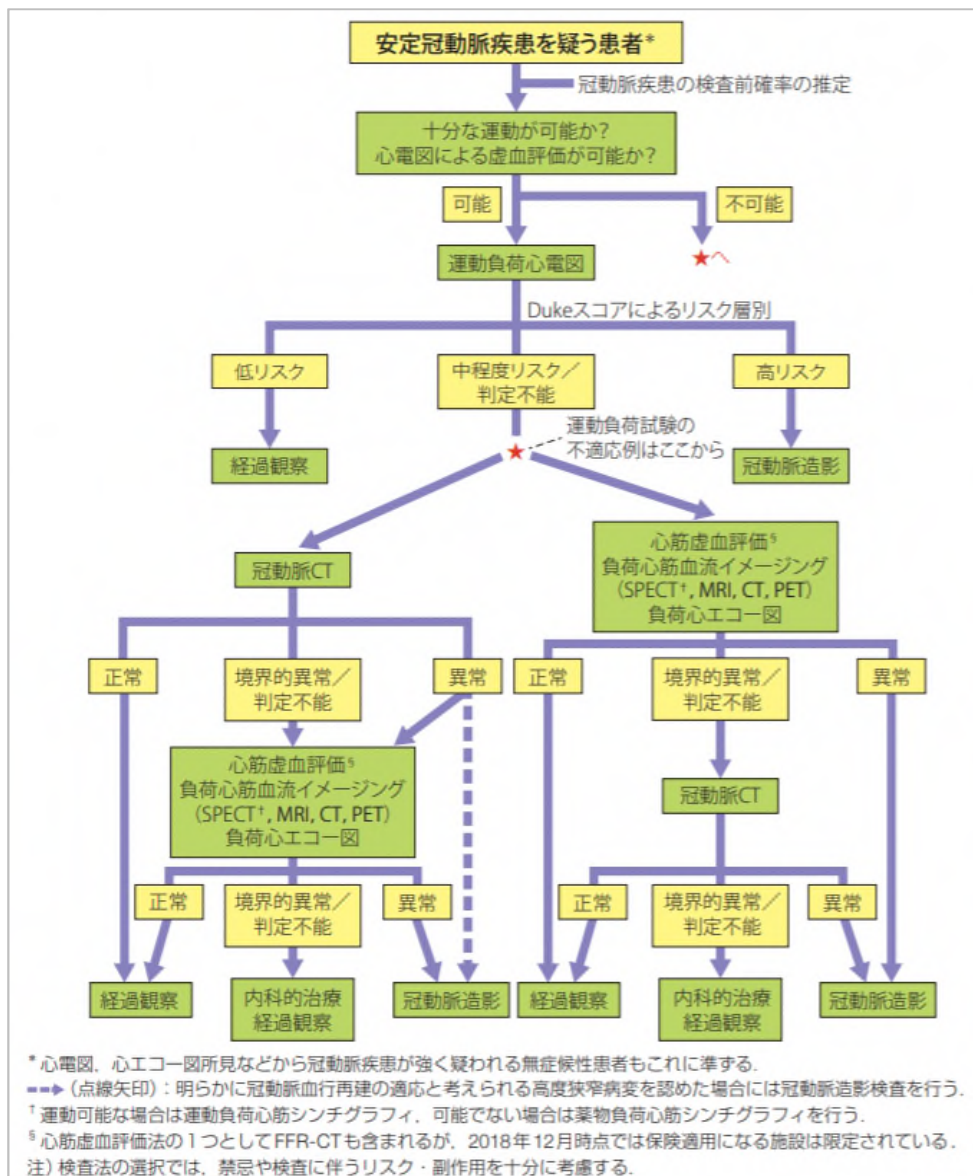 安定冠動脈疾患を疑う患者*
冠動脈疾患の検査前確率の推定
十分な運動が可能か?
心電図による虚血評価が可能か?
可能
不可能
運動負荷心電図
★へ
Dukeスコアによるリスク層別
低リスク
中程度リスク/
判定不能
高リスク
経過観察
★
運動負荷試験の
不適応例はここから
冠動脈造影
冠動脈CT
心筋虚血評価§
負荷心筋血流イメージング
(SPECT†, MRI, CT, PET)
負荷心エコー図
正常
境界的異常/
判定不能
異常
正常
境界的異常/
判定不能
異常
心筋虚血評価§
負荷心筋血流イメージング
(SPECT†, MRI, CT, PET)
負荷心エコー図
冠動脈CT
正常
境界的異常/
判定不能
異常
正常
境界的異常/
判定不能
異常
経過観察
内科的治療
経過観察
冠動脈造影
経過観察
内科的治療
経過観察
冠動脈造影
*心電図,心エコー図所見などから冠動脈疾患が強く疑われる無症候性患者もこれに準ずる.
(点線矢印):明らかに冠動脈血行再建の適応と考えられる高度狭窄病変を認めた場合には冠動脈造影検査を行う.
†運動可能な場合は運動負荷心筋シンチグラフィ,可能でない場合は薬物負荷心筋シンチグラフィを行う.
§心筋虚血評価法の1つとしてFFR-CTも含まれるが,2018年12月時点では保険適用になる施設は限定されている.
注)検査法の選択では,禁忌や検査に伴うリスク・副作用を十分に考慮する.